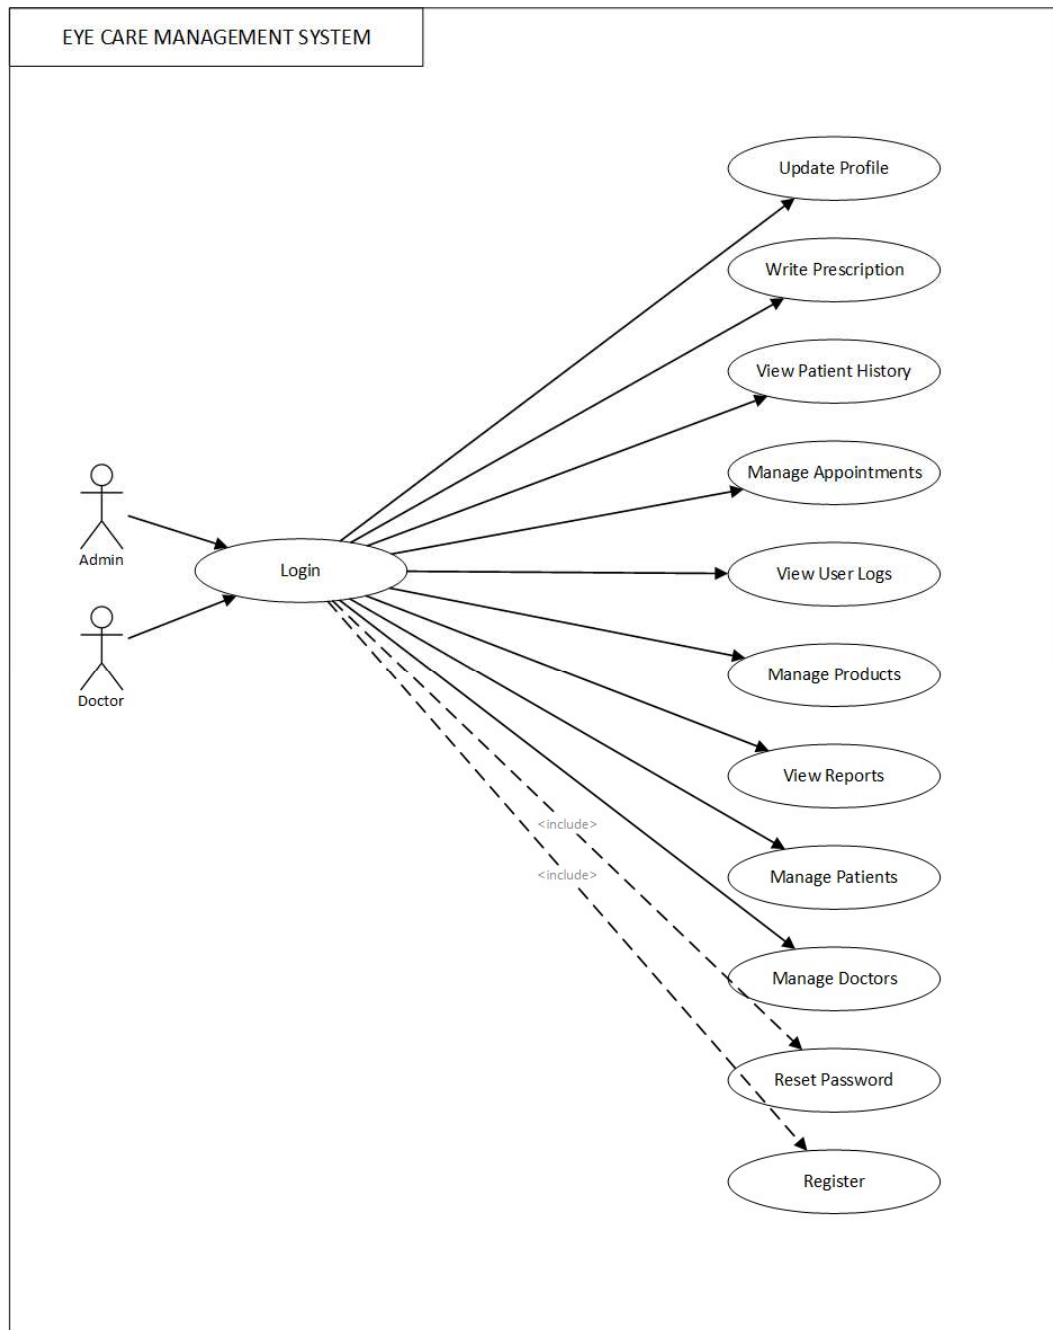 EYE CARE MANAGEMENT SYSTEM
Update Profile
Write Prescription
View Patient History
Manage Appointments
Admin
Login
View User Logs
Doctor
Manage Products
View Reports
<include>
<include>
Manage Patients
Manage Doctors
Reset Password
Register